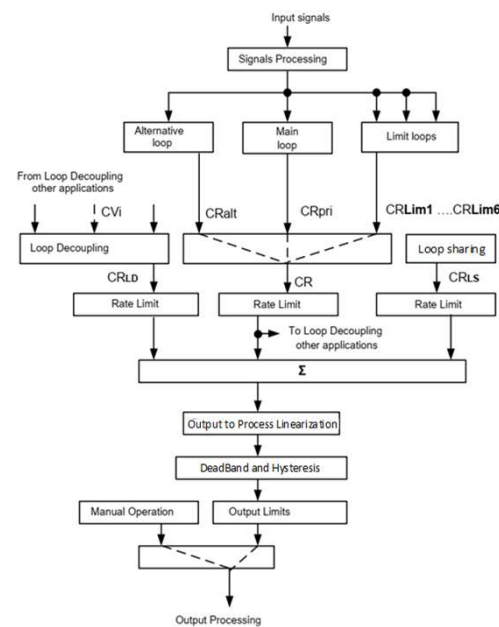 Input signals
Signals Processing
Alternative
loop
Main
loop
Limit loops
From Loop Decoupling
other applications
CVi
CRalt
CRpri
CRLim1 ....CRLim6
Loop Decoupling
Loop sharing
CRLD
CR
CRLS
Rate Limit
Rate Limit
Rate Limit
To Loop Decoupling
other applications
Σ
Output to Process Linearization
DeadBand and Hysteresis
Manual Operation
Output Limits
Output Processing